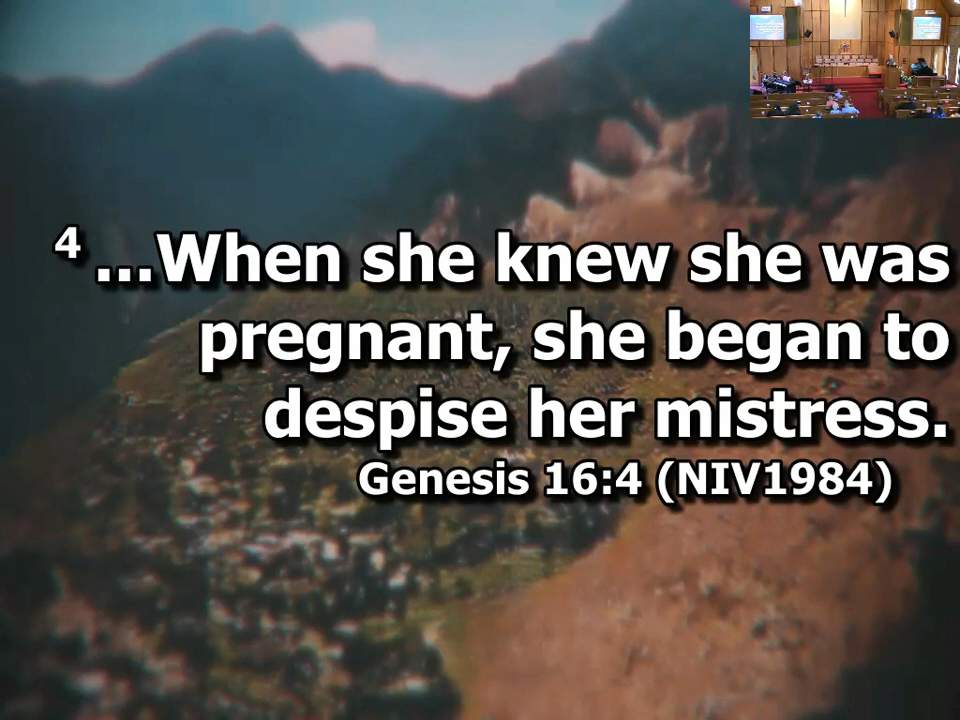 4 ...When she knew she was
pregnant, she began to
despise her mistress.
Genesis 16:4 (NIV1984)